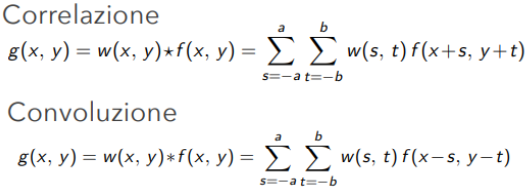 Correlazione
g(x, y) = w(x, y)⋆f(x, y) = ∑_{s=−a}^{a} ∑_{t=−b}^{b} w(s, t) f(x+s, y+t)
Convoluzione
g(x, y) = w(x, y)∗f(x, y) = ∑_{s=−a}^{a} ∑_{t=−b}^{b} w(s, t) f(x−s, y−t)